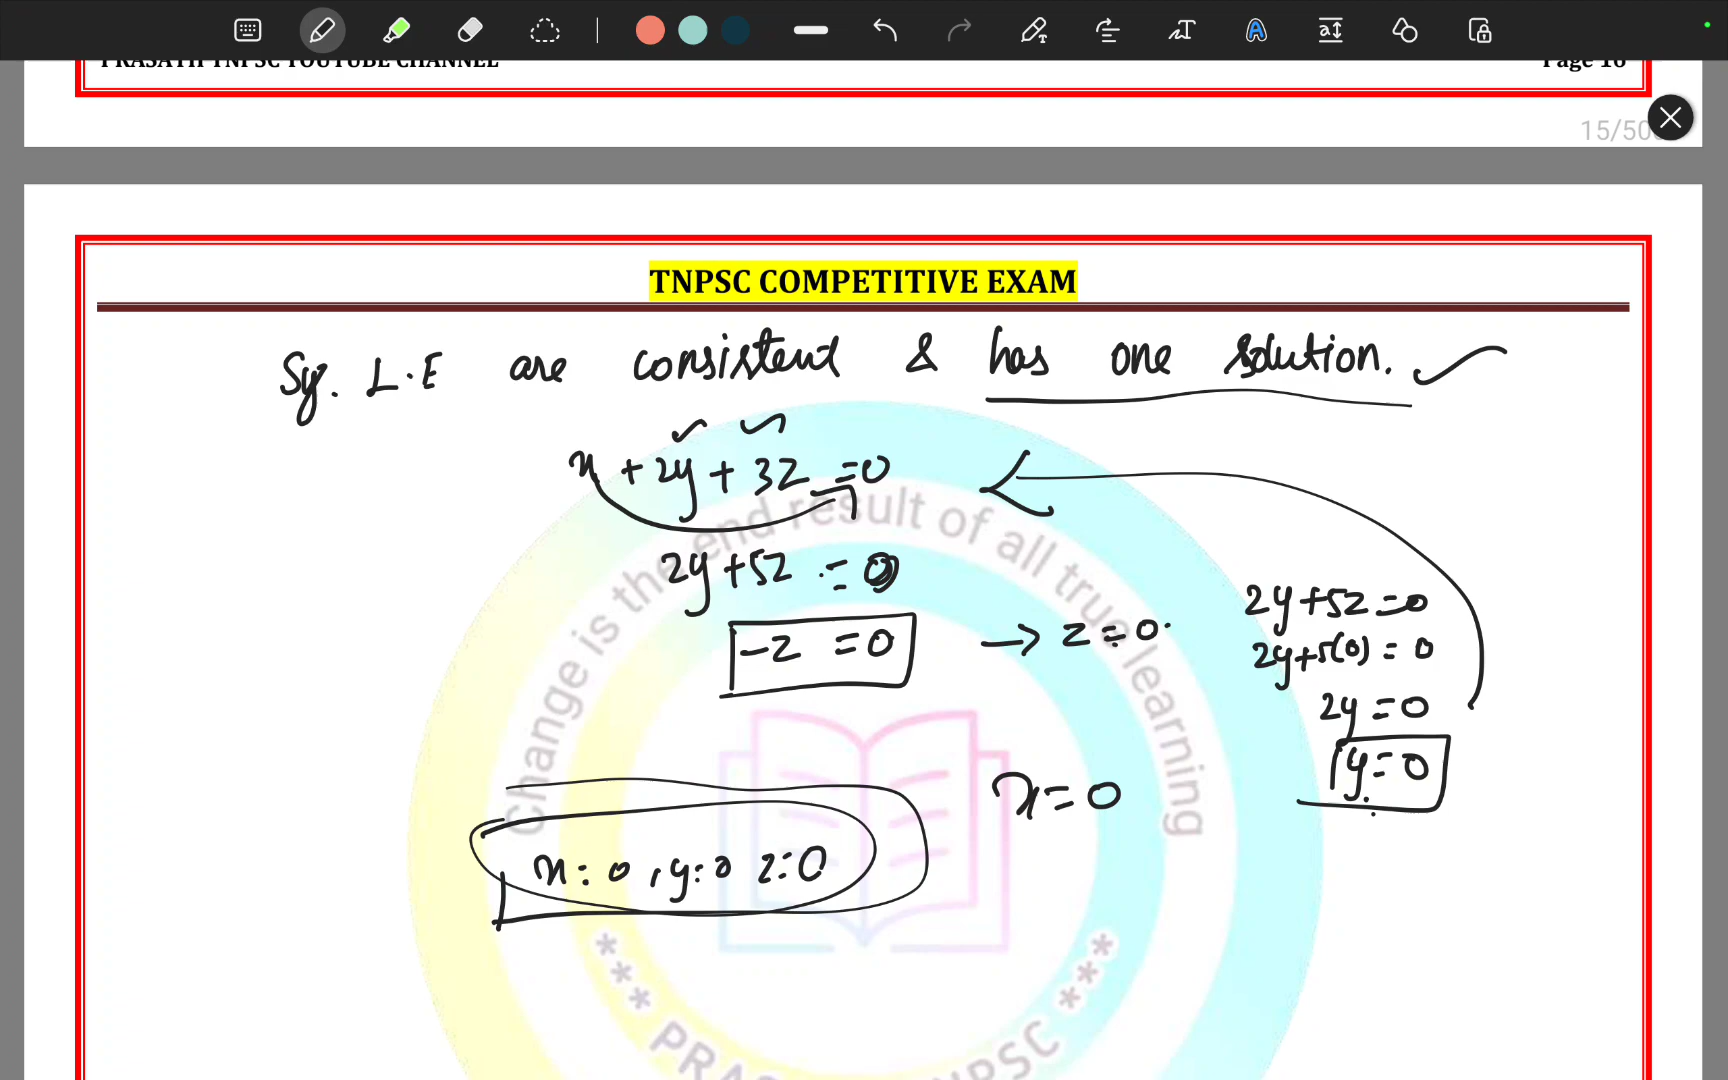 PRASATH TNPSC YOUTUBE CHANNEL Page 16
15/50
TNPSC COMPETITIVE EXAM
Sy. L.E are consistent & has one solution.
x + 2y + 3z = 0
2y + 5z = 0
-z = 0 → z = 0.
2y + 5z = 0
2y + 5(0) = 0
2y = 0
y = 0
x = 0
x = 0, y = 0 z = 0
Change is the end result of all true learning
*** PRAS NPSC ***